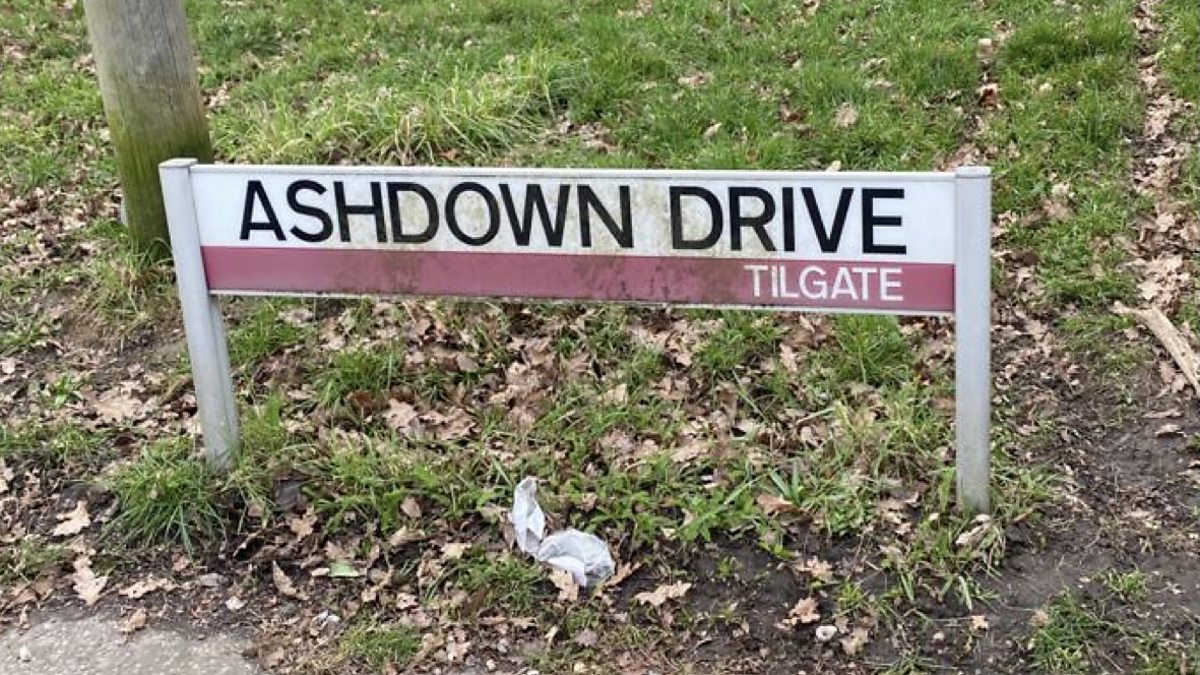 ASHDOWN DRIVE
TILGATE